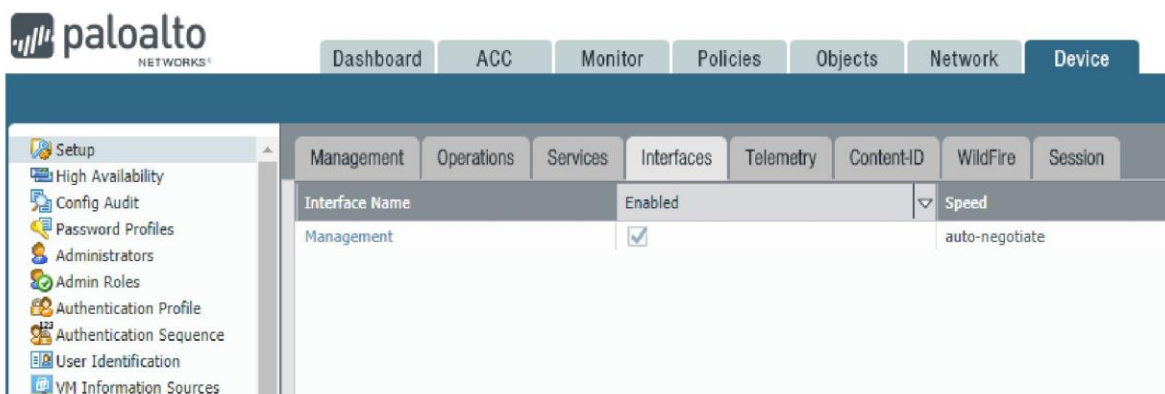 paloalto
NETWORKS®
Dashboard ACC Monitor Policies Objects Network Device
Setup
High Availability
Config Audit
Password Profiles
Administrators
Admin Roles
Authentication Profile
Authentication Sequence
User Identification
VM Information Sources
Management Operations Services Interfaces Telemetry Content-ID WildFire Session
Interface Name Enabled Speed
Management auto-negotiate